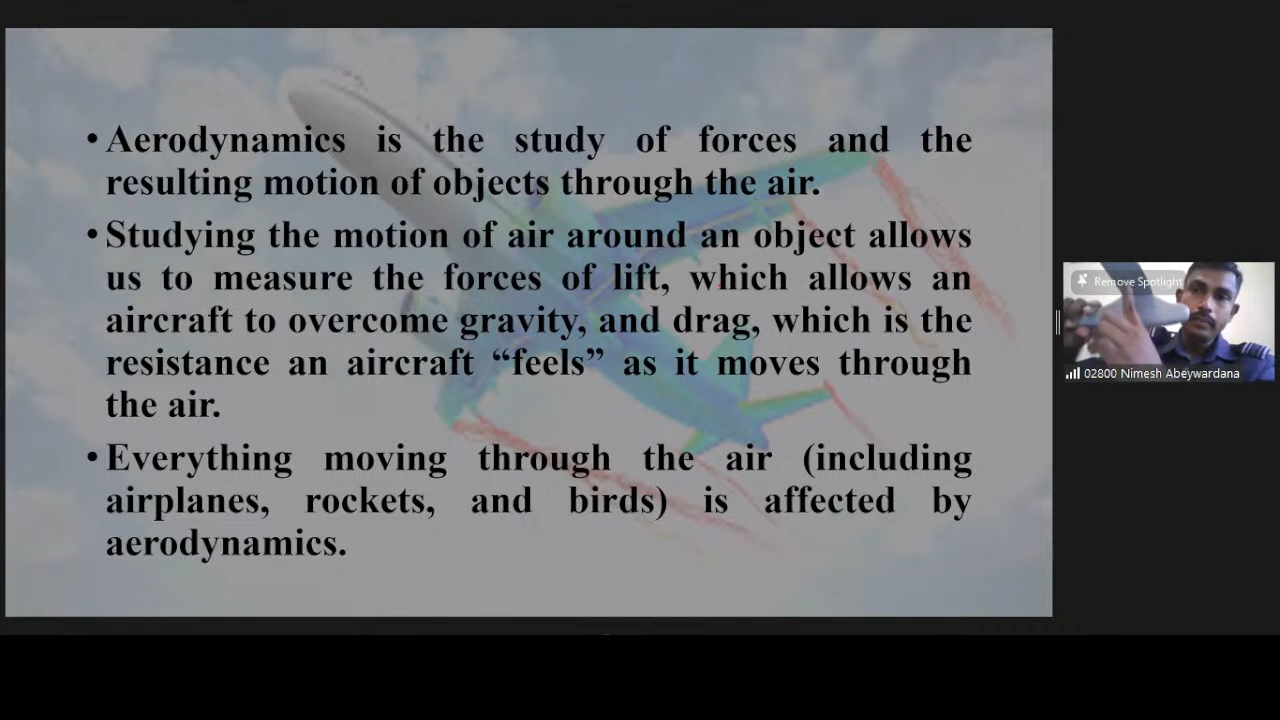 • Aerodynamics is the study of forces and the
resulting motion of objects through the air.
• Studying the motion of air around an object allows
us to measure the forces of lift, which allows an
aircraft to overcome gravity, and drag, which is the
resistance an aircraft “feels” as it moves through
the air.
• Everything moving through the air (including
airplanes, rockets, and birds) is affected by
aerodynamics.
Remove Spotlight
02800 Nimesh Abeywardana